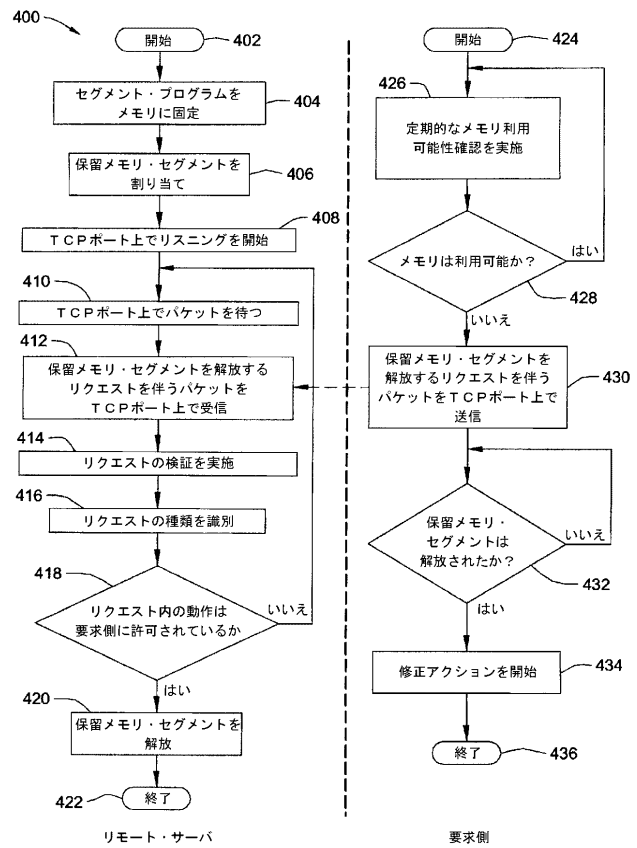 400
開始
402
セグメント・プログラムを
メモリに固定
404
保留メモリ・セグメントを
割り当て
406
408
TCPポート上でリスニングを開始
410
TCPポート上でパケットを待つ
412
保留メモリ・セグメントを解放する
リクエストを伴うパケットを
TCPポート上で受信
414
リクエストの検証を実施
416
リクエストの種類を識別
418
リクエスト内の動作は
要求側に許可されているか
いいえ
はい
420
保留メモリ・セグメントを
解放
422
終了
リモート・サーバ
開始
424
426
定期的なメモリ利用
可能性確認を実施
メモリは利用可能か?
はい
428
いいえ
保留メモリ・セグメントを
解放するリクエストを伴う
パケットをTCPポート上で
送信
430
保留メモリ・
セグメントは
解放されたか?
いいえ
432
はい
修正アクションを開始
434
終了
436
要求側